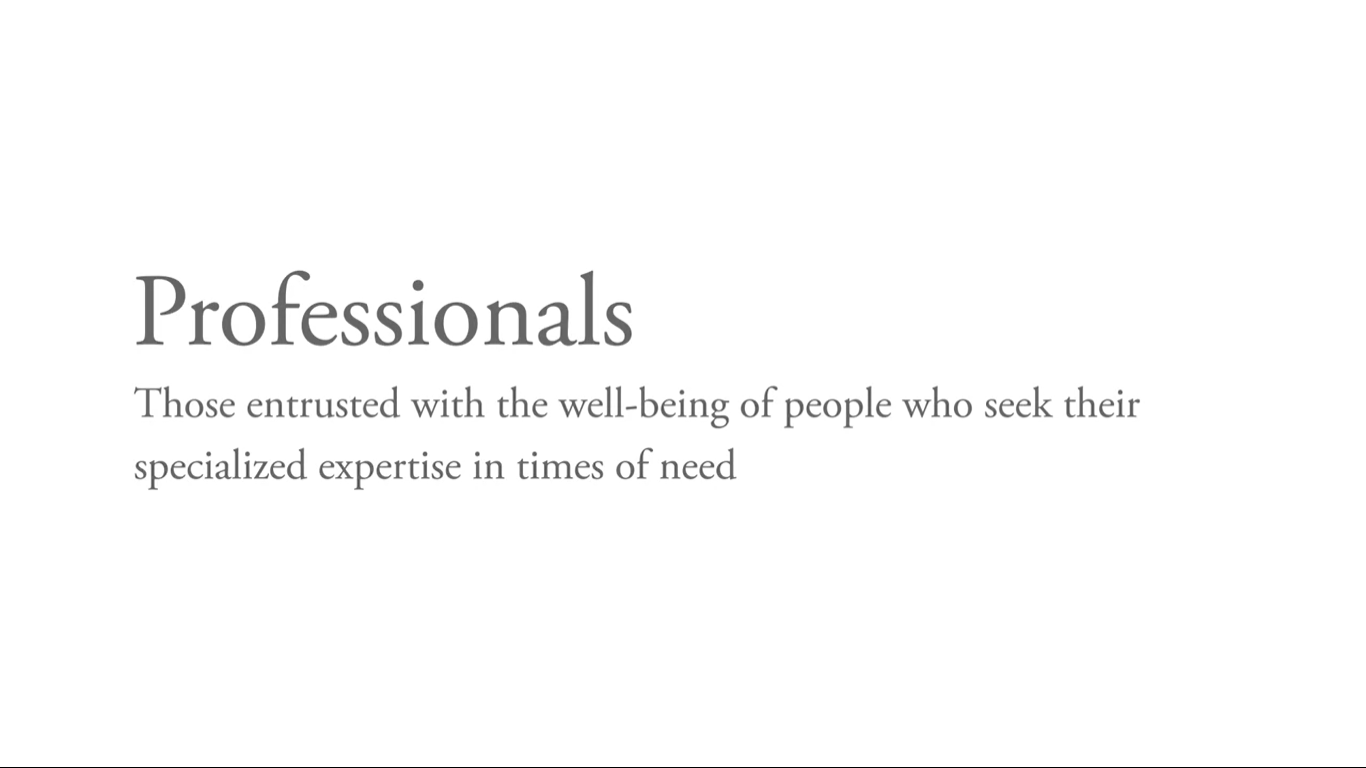 Professionals
Those entrusted with the well-being of people who seek their
specialized expertise in times of need